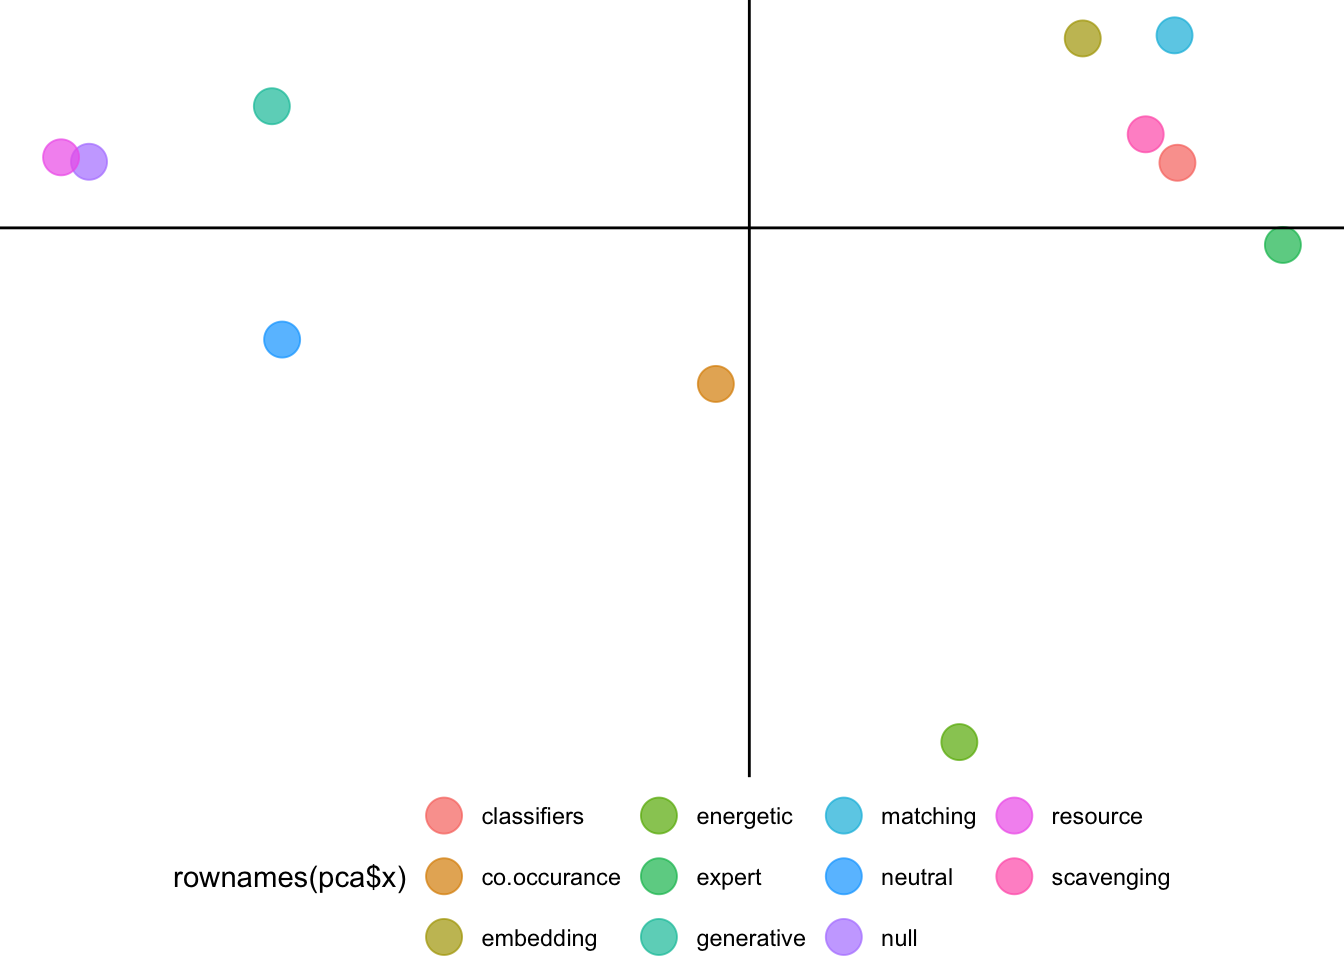 classifiers energetic matching resource
rownames(pca$x) co.occurance expert neutral scavenging
embedding generative null